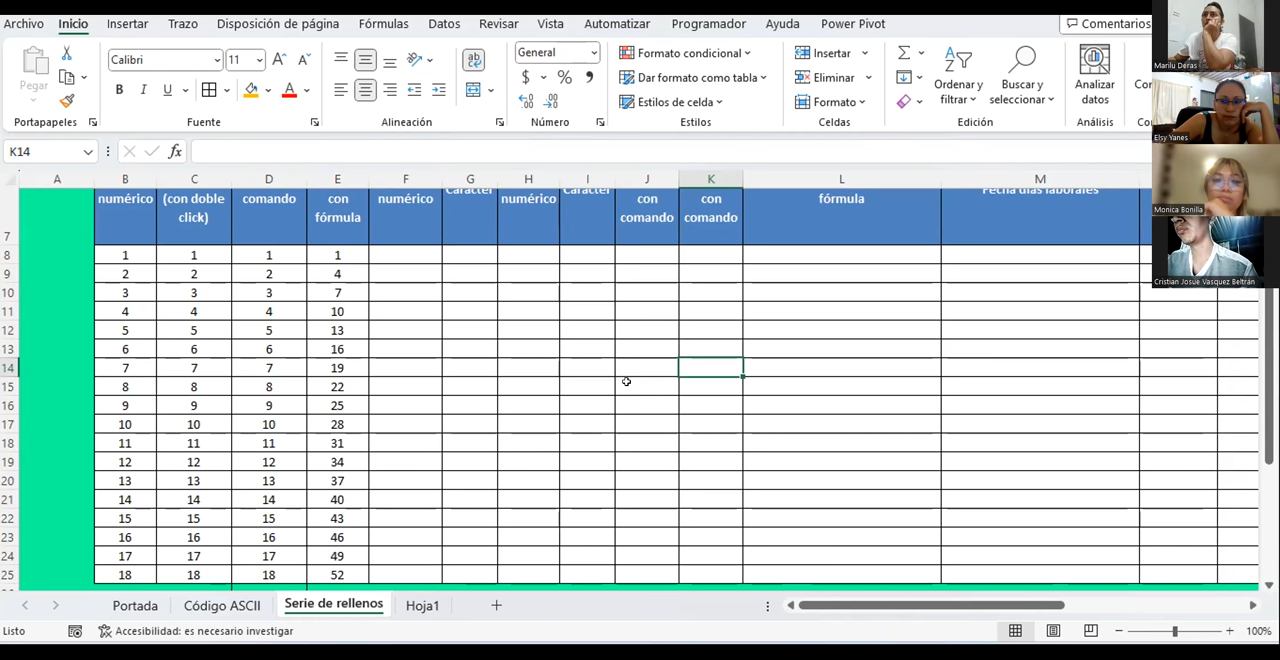 Archivo Inicio Insertar Trazo Disposición de página Fórmulas Datos Revisar Vista Automatizar Programador Ayuda Power Pivot Comentarios
Pegar
Portapapeles
Calibri 11
N K S
Fuente
Alineación
General
$ % 
Número
Formato condicional
Dar formato como tabla
Estilos de celda
Estilos
Insertar
Eliminar
Formato
Celdas
Ordenar y filtrar
Buscar y seleccionar
Edición
Analizar datos
Análisis
Marilu Deras
Elsy Yanes
Monica Bonilla
Cristian Josue Vasquez Beltrán
K14 fx
A B C D E F G H I J K L M
7 numérico (con doble click) comando con fórmula numérico Caracter numérico Caracter con comando con comando fórmula Fecha días laborales
8 1 1 1 1
9 2 2 2 4
10 3 3 3 7
11 4 4 4 10
12 5 5 5 13
13 6 6 6 16
14 7 7 7 19
15 8 8 8 22
16 9 9 9 25
17 10 10 10 28
18 11 11 11 31
19 12 12 12 34
20 13 13 13 37
21 14 14 14 40
22 15 15 15 43
23 16 16 16 46
24 17 17 17 49
25 18 18 18 52
Portada Código ASCII Serie de rellenos Hoja1
Listo Accesibilidad: es necesario investigar 100%